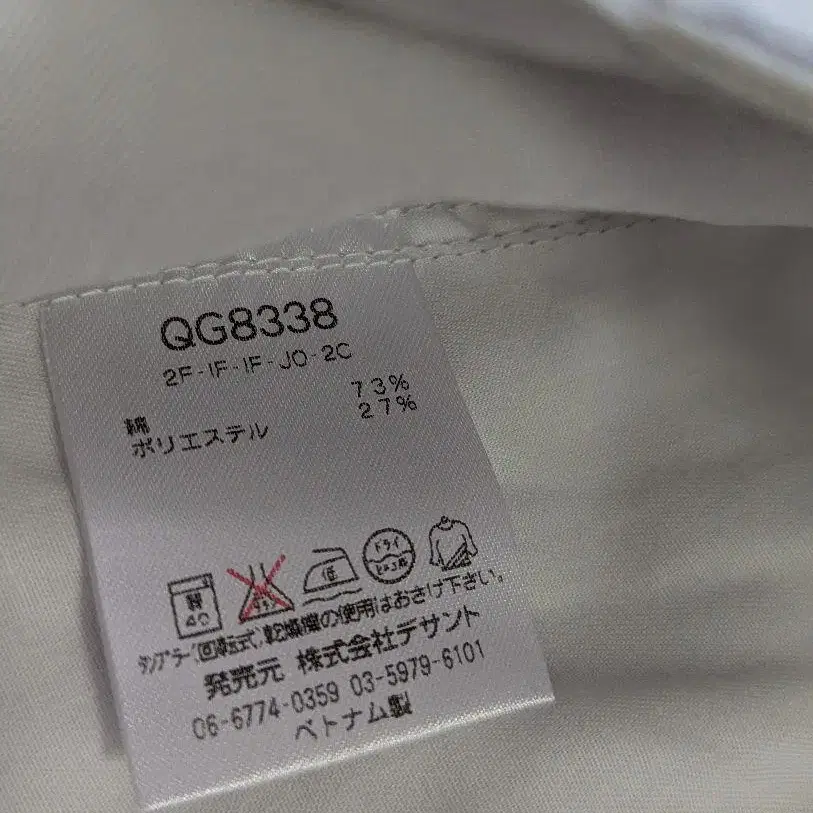 QG8338
2F-IF-IF-JO-2C
綿 73%
ポリエステル 27%
40
低
ドライ
タンブラー(回転式)乾燥機の使用はおさけ下さい。
発売元 株式会社デサント
06-6774-0359 03-5979-6101
ベトナム製